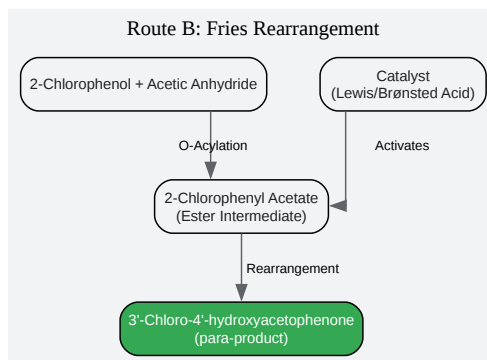 Route B: Fries Rearrangement
2-Chlorophenol + Acetic Anhydride
Catalyst
(Lewis/Brønsted Acid)
O-Acylation
Activates
2-Chlorophenyl Acetate
(Ester Intermediate)
Rearrangement
3'-Chloro-4'-hydroxyacetophenone
(para-product)